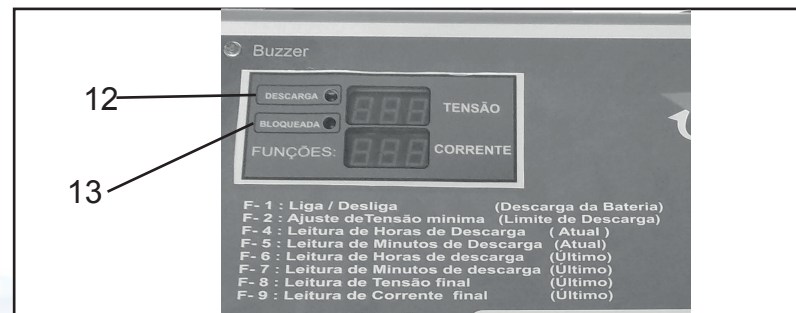 Buzzer
12
DESCARGA
TENSÃO
13
BLOQUEADA
FUNÇÕES:
CORRENTE
F- 1 : Liga / Desliga (Descarga da Bateria)
F- 2 : Ajuste deTensão minima (Limite de Descarga)
F- 4 : Leitura de Horas de Descarga ( Atual )
F- 5 : Leitura de Minutos de Descarga (Atual)
F- 6 : Leitura de Horas de descarga (Último)
F- 7 : Leitura de Minutos de descarga (Último)
F- 8 : Leitura de Tensão final (Último)
F- 9 : Leitura de Corrente final (Último)